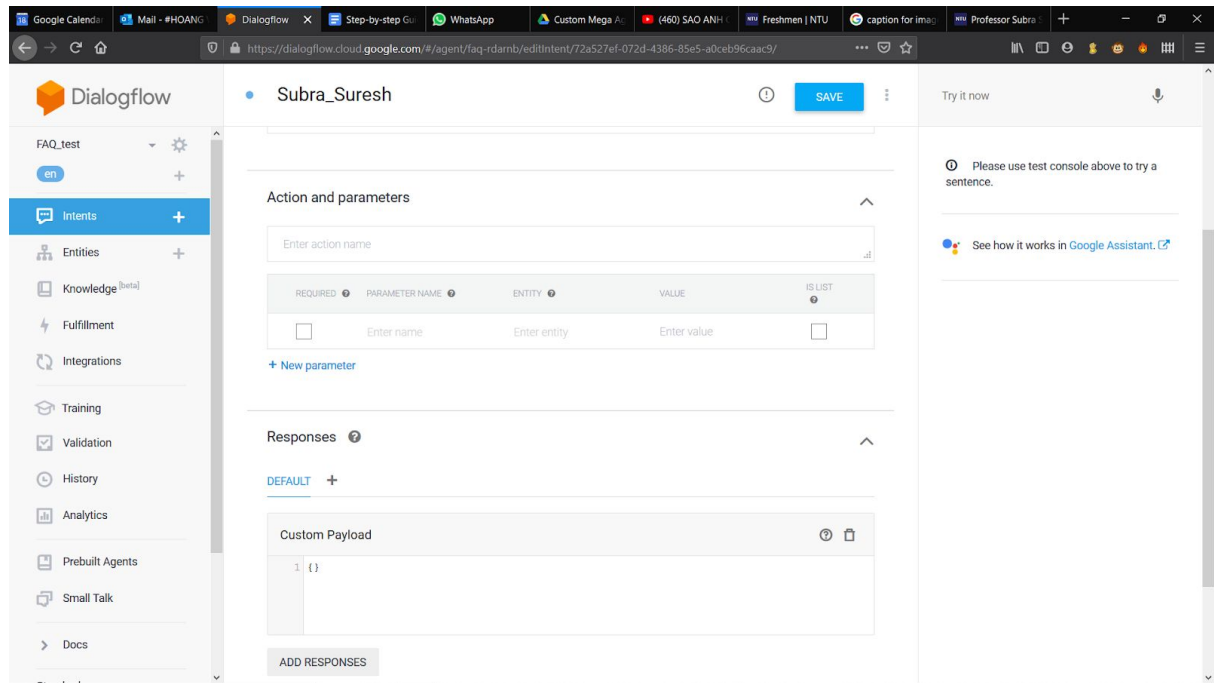 Google Calendar
Mail - #HOANG
Dialogflow
Step-by-step Gui
WhatsApp
Custom Mega Ag
(460) SAO ANH
Freshmen | NTU
caption for imag
Professor Subra S
https://dialogflow.cloud.google.com/#/agent/faq-rdarnb/editIntent/72a527ef-072d-4386-85e5-a0ceb96caac9/
Dialogflow
Subra_Suresh
SAVE
Try it now
FAQ_test
en
Please use test console above to try a
sentence.
Action and parameters
Intents
Enter action name
See how it works in Google Assistant.
Entities
Knowledge [beta]
REQUIRED PARAMETER NAME ENTITY VALUE IS LIST
Fulfillment
Enter name Enter entity Enter value
Integrations
+ New parameter
Training
Responses
Validation
History
DEFAULT
Analytics
Custom Payload
Prebuilt Agents
1 {}
Small Talk
Docs
ADD RESPONSES